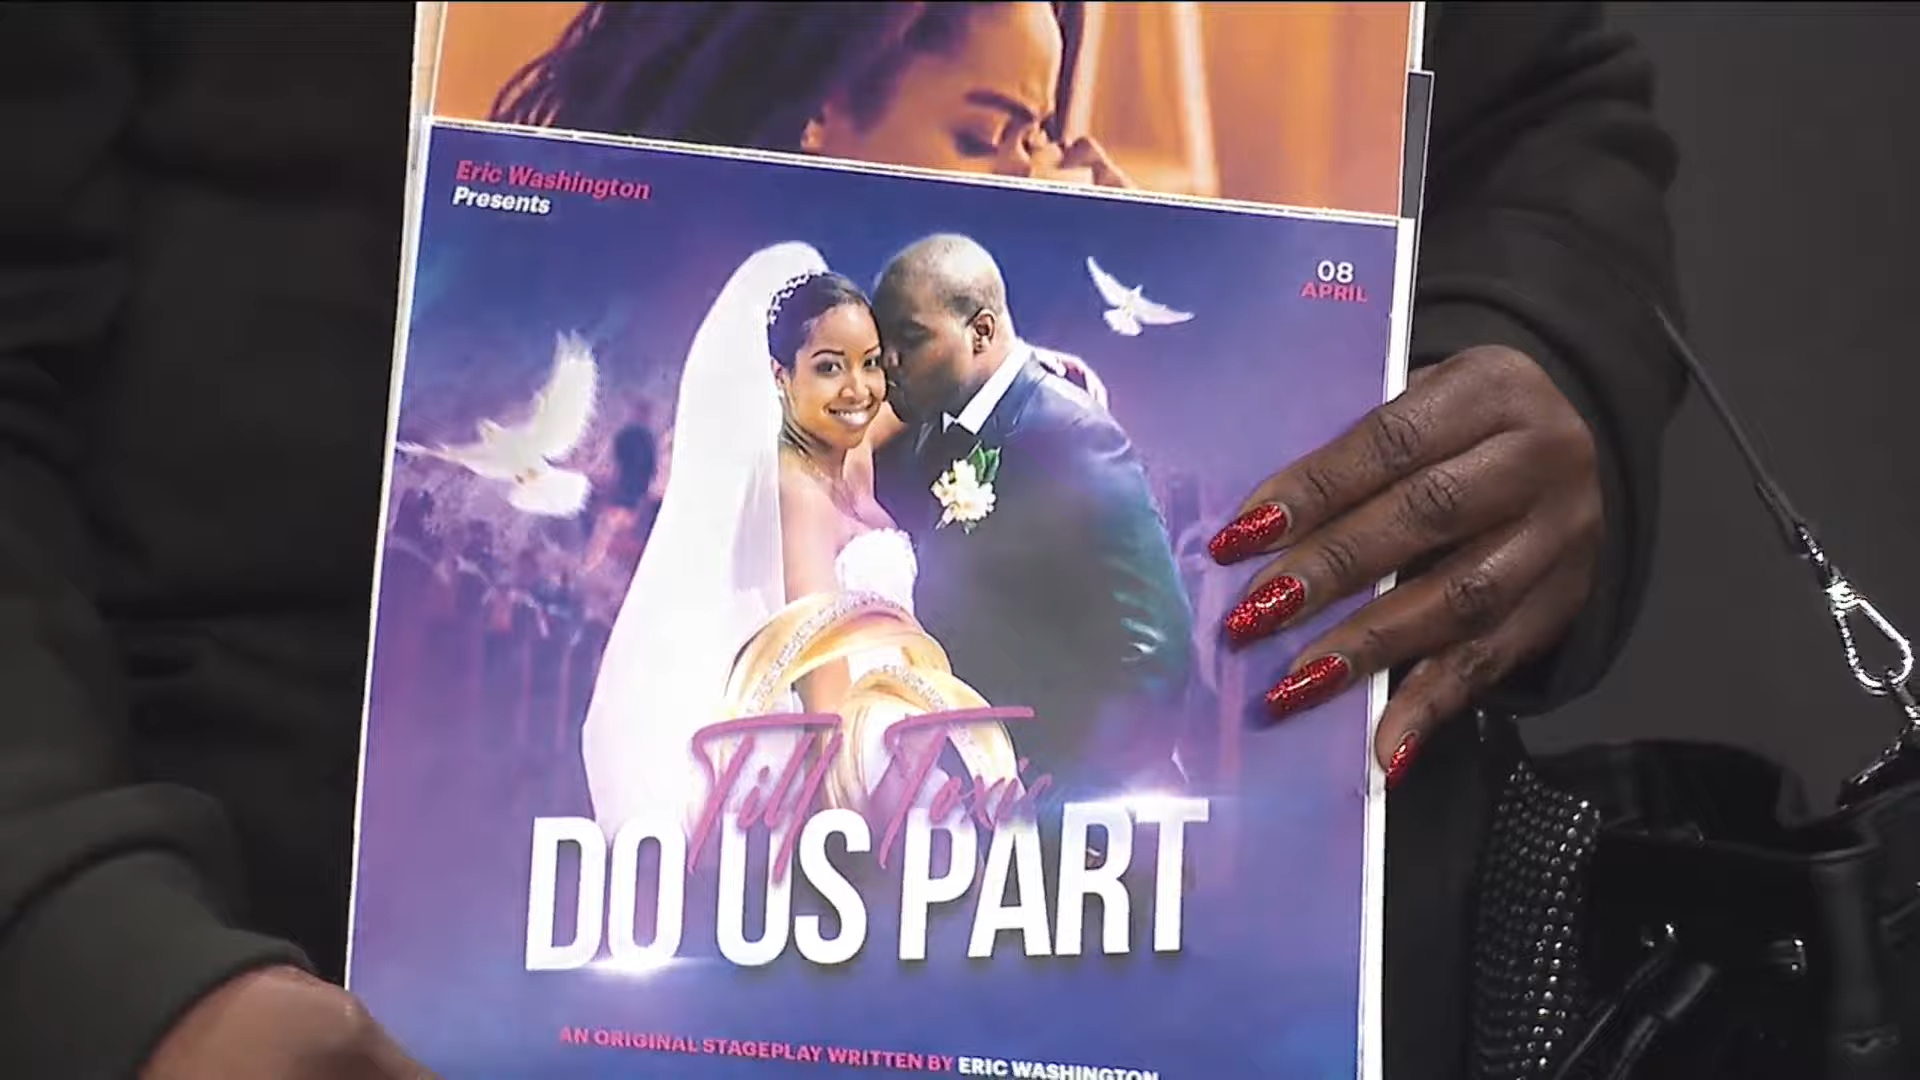 Eric Washington
Presents
08
APRIL
Till Toxic
DO US PART
AN ORIGINAL STAGEPLAY WRITTEN BY ERIC WASHINGTON